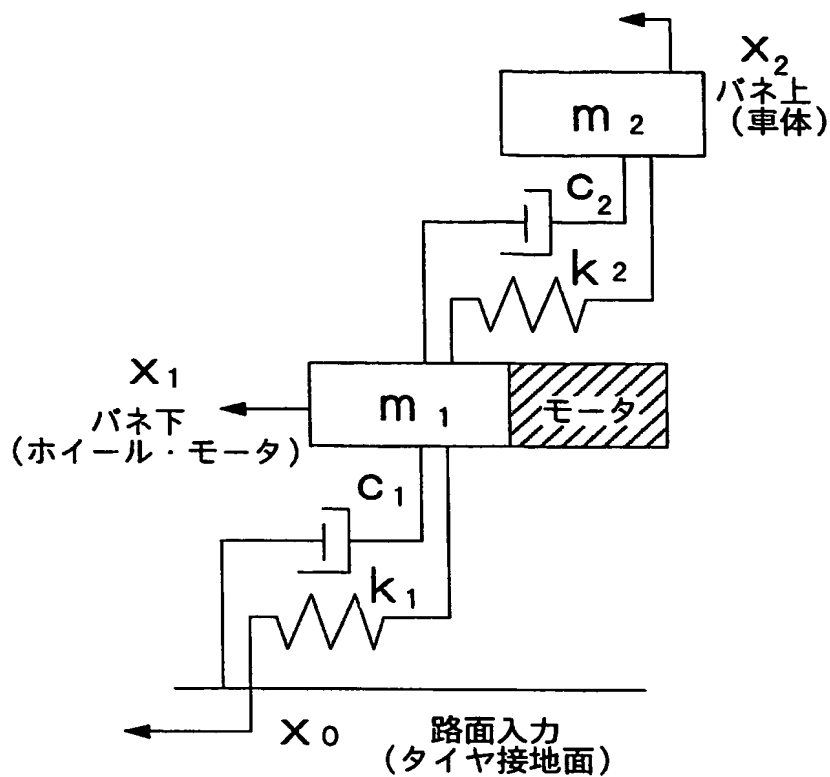 x₂
バネ上
(車体)
m₂
c₂
k₂
x₁
バネ下
(ホイール・モータ)
m₁
モータ
c₁
k₁
x₀
路面入力
(タイヤ接地面)